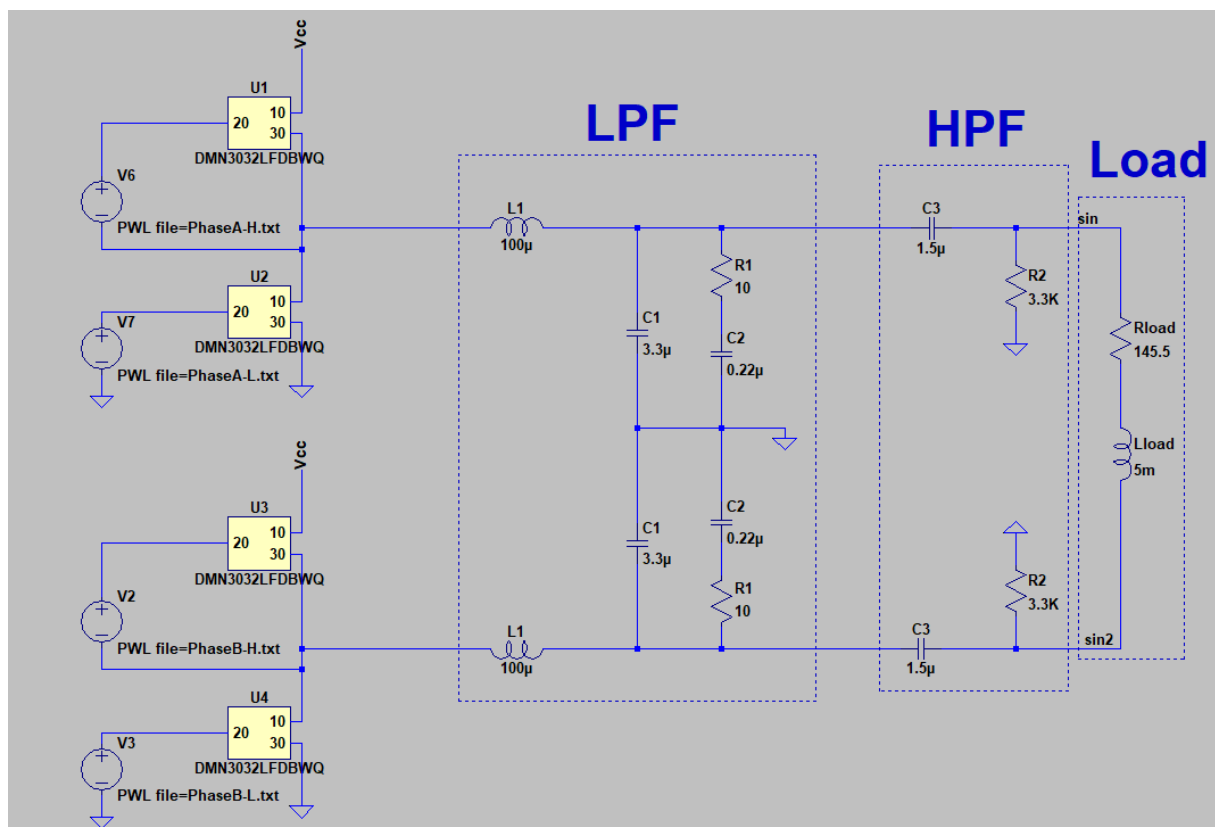 Vcc
U1
10
20
30
DMN3032LFDBWQ
V6
PWL file=PhaseA-H.txt
U2
10
20
30
DMN3032LFDBWQ
V7
PWL file=PhaseA-L.txt
Vcc
U3
10
20
30
DMN3032LFDBWQ
V2
PWL file=PhaseB-H.txt
U4
10
20
30
DMN3032LFDBWQ
V3
PWL file=PhaseB-L.txt
LPF
L1
100µ
R1
10
C1
3.3µ
C2
0.22µ
C2
0.22µ
C1
3.3µ
R1
10
L1
100µ
HPF
C3
1.5µ
R2
3.3K
R2
3.3K
C3
1.5µ
Load
sin
Rload
145.5
Lload
5m
sin2